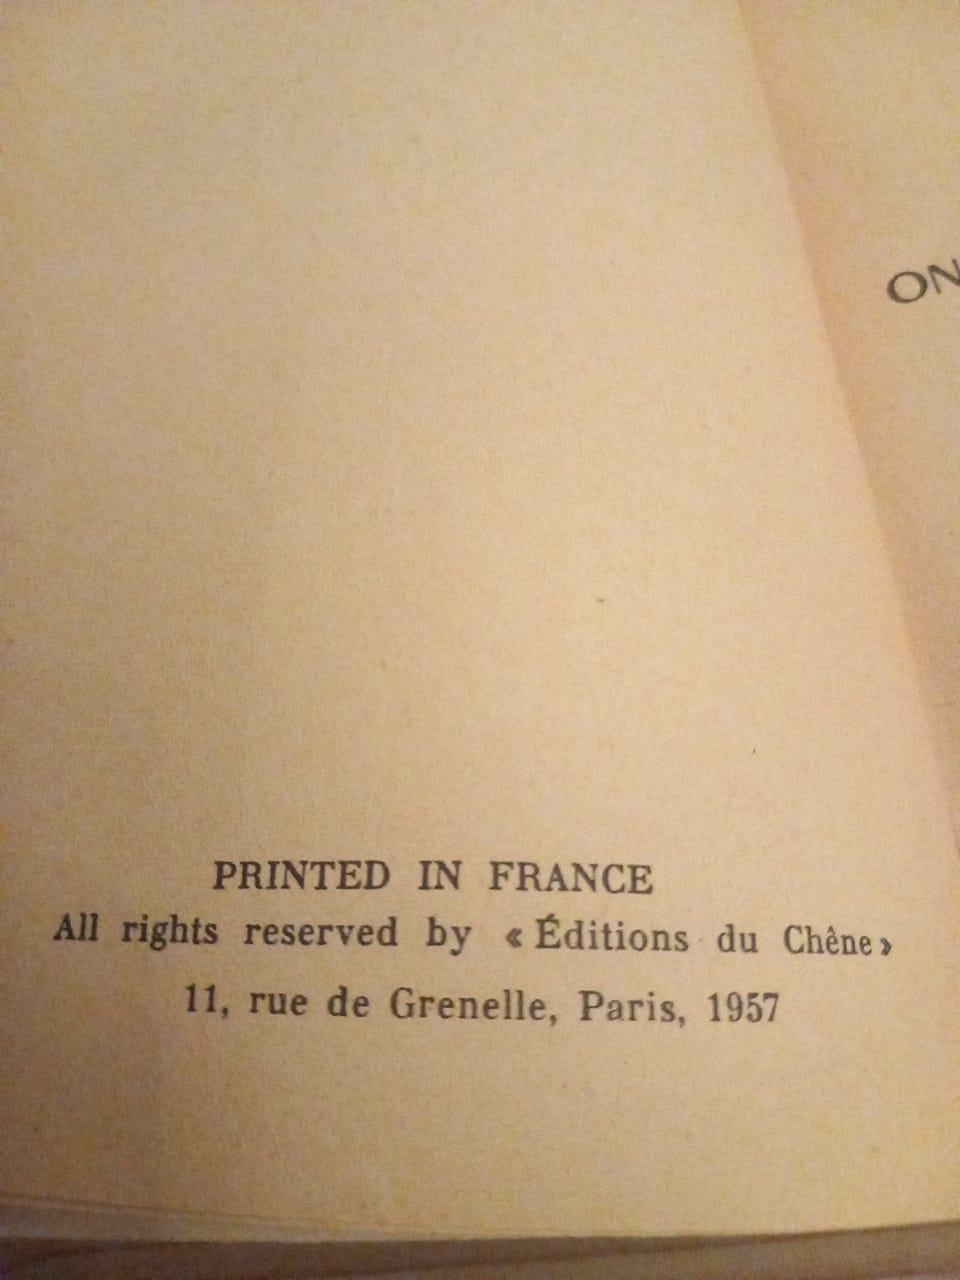 ON
PRINTED IN FRANCE
All rights reserved by « Éditions du Chêne »
11, rue de Grenelle, Paris, 1957